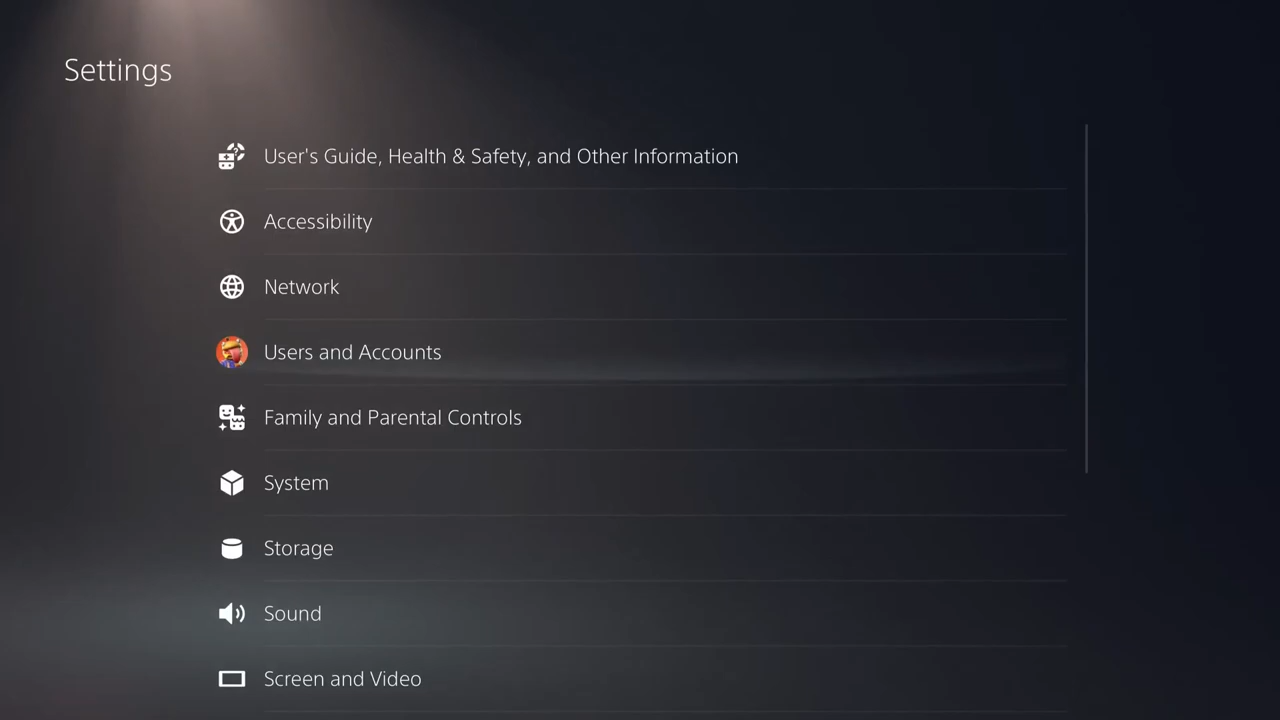 Settings
User's Guide, Health & Safety, and Other Information
Accessibility
Network
Users and Accounts
Family and Parental Controls
System
Storage
Sound
Screen and Video